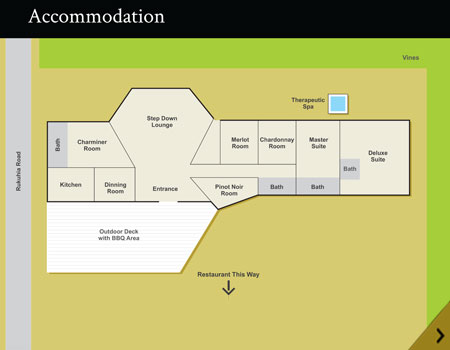 Accommodation
Vines
Rukuhia Road
Therapeutic
Spa
Step Down
Lounge
Bath
Charminer
Room
Merlot
Room
Chardonnay
Room
Master
Suite
Deluxe
Suite
Bath
Kitchen
Dinning
Room
Entrance
Pinot Noir
Room
Bath
Bath
Outdoor Deck
with BBQ Area
Restaurant This Way